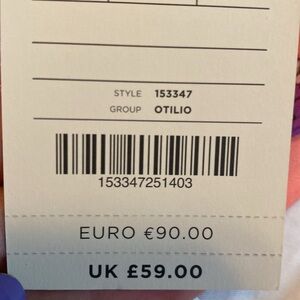 STYLE 153347
GROUP OTILIO
153347251403
EURO €90.00
UK £59.00